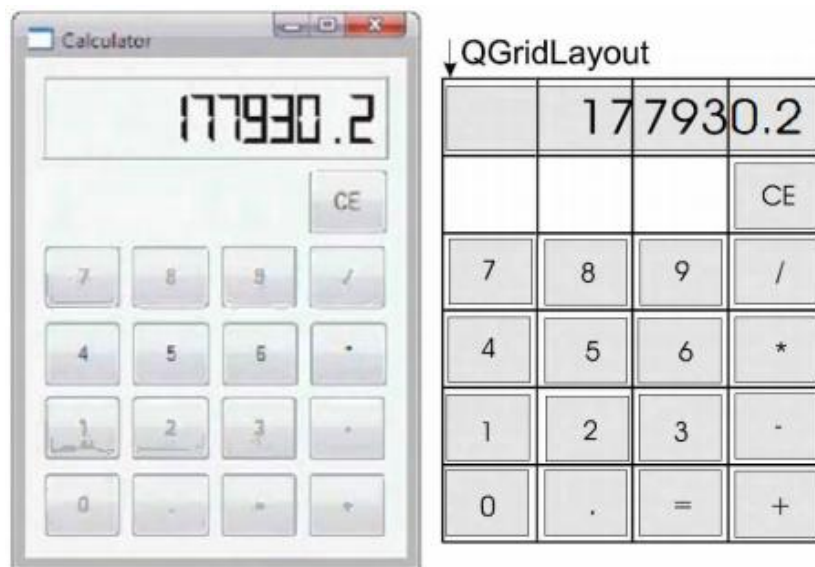 Calculator
177930.2
CE
7 8 9 /
4 5 6
1 2 3
0 .
QGridLayout
177930.2
CE
7 8 9 /
4 5 6 *
1 2 3 -
0 . = +